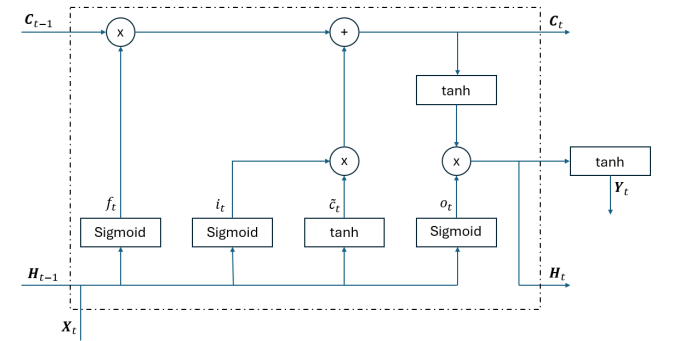 C_{t-1}
C_t
x
+
tanh
x
x
tanh
f_t
i_t
c̃_t
o_t
Y_t
Sigmoid
Sigmoid
tanh
Sigmoid
H_{t-1}
H_t
X_t